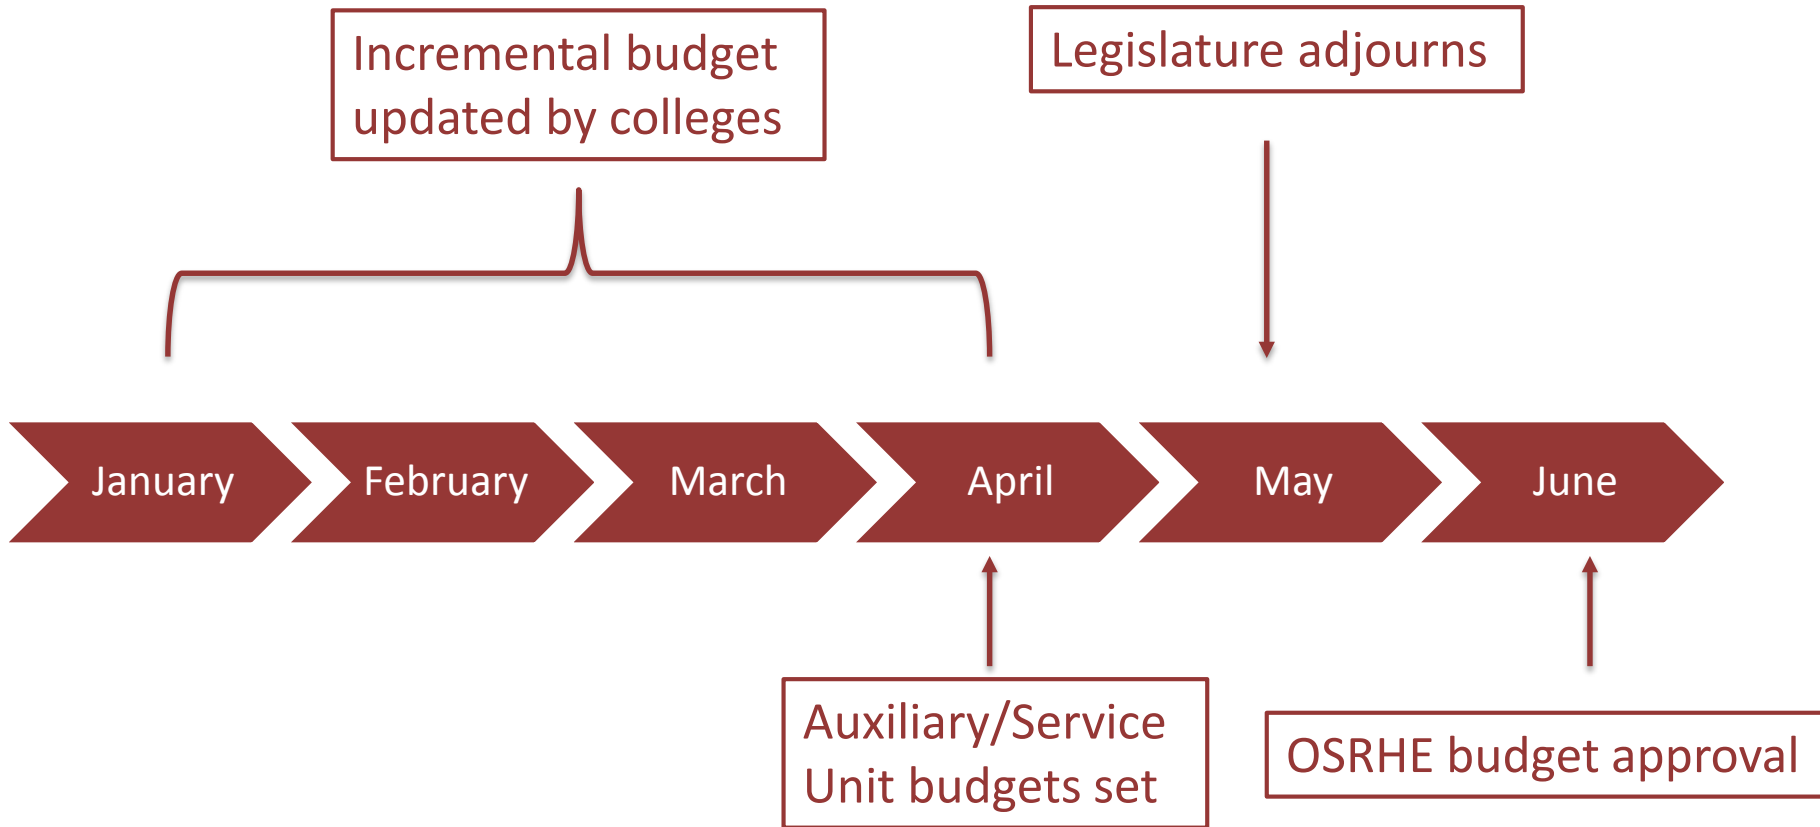 Incremental budget
updated by colleges
Legislature adjourns
January
February
March
April
May
June
Auxiliary/Service
Unit budgets set
OSRHE budget approval